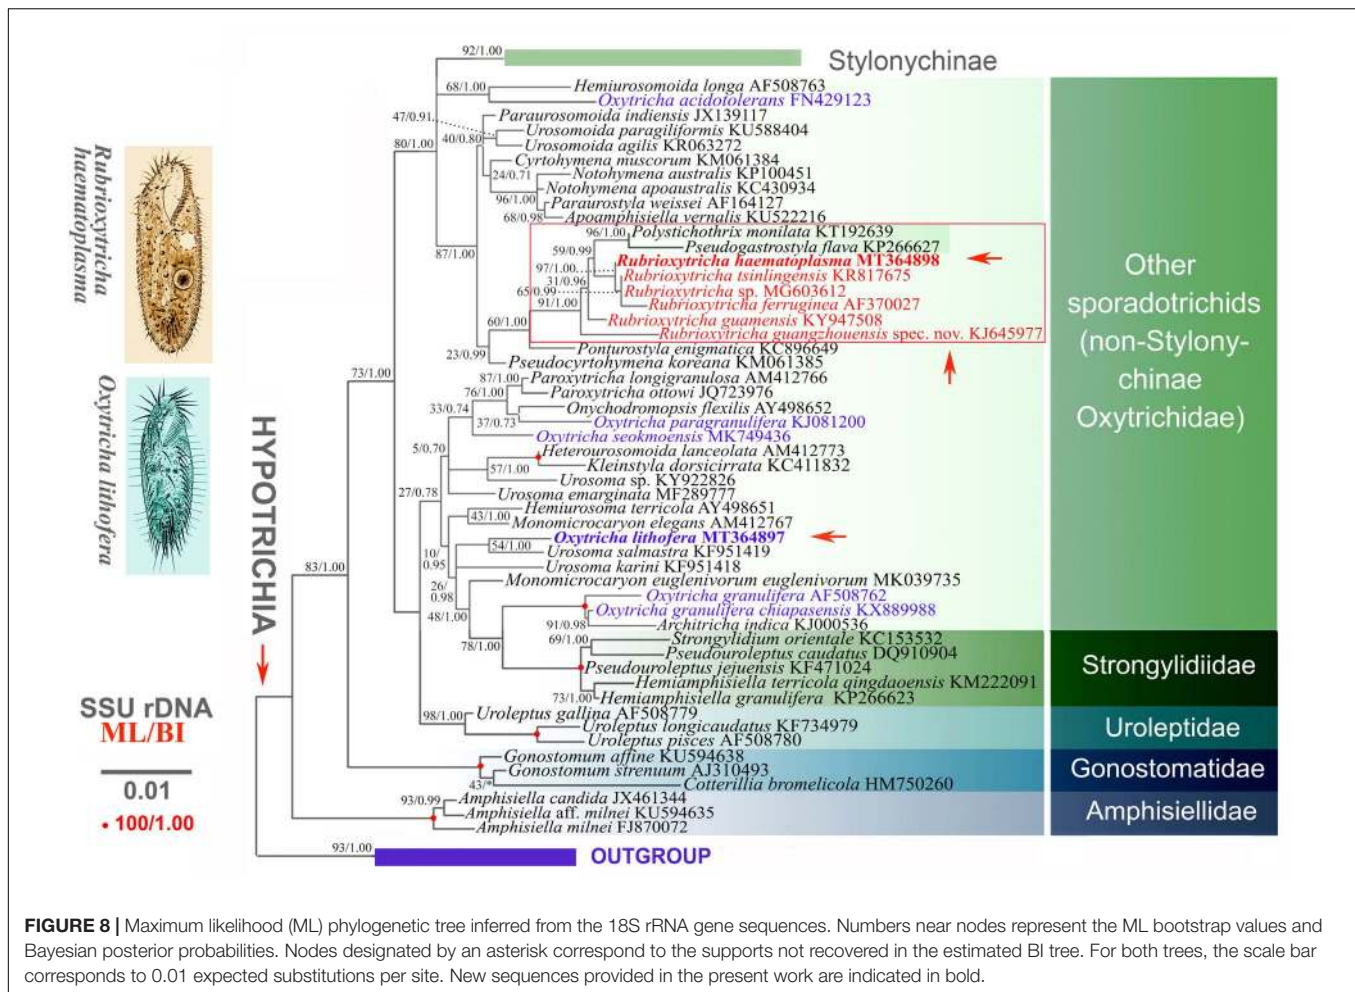 92/1.00
Stylonychinae
Hemiurosomoida longa AF508763
68/1.00
Oxytricha acidotolerans FN429123
47/0.91
Paraurosomoida indiensis JX139117
Urosomoida paragiliformis KU588404
40/0.80
80/1.00
Urosomoida agilis KR063272
Cyrtohymena muscorum KM061384
24/0.71
Notohymena australis KP100451
Notohymena apoaustralis KC430934
96/1.00
Paraurostyla weissei AF164127
68/0.98
Apoamphisiella vernalis KU522216
87/1.00
96/1.00
Polystichothrix monilata KT192639
59/0.99
Pseudogastrostyla flava KP266627
Rubrioxytricha haematoplasma MT364898
97/1.00
Rubrioxytricha tsinlingensis KR817675
31/0.96
65/0.99
Rubrioxytricha sp. MG603612
91/1.00
Rubrioxytricha ferruginea AF370027
Rubrioxytricha guamensis KY947508
60/1.00
Rubrioxytricha guangzhouensis spec. nov. KJ645977
Ponturostyla enigmatica KC896649
23/0.99
Pseudocyrtohymena koreana KM061385
73/1.00
87/1.00
Paroxytricha longigranulosa AM412766
76/1.00
Paroxytricha ottowi JQ723976
33/0.74
Onychodromopsis flexilis AY498652
37/0.73
Oxytricha paragranulifera KJ081200
Oxytricha seokmoensis MK749436
5/0.70
Heterourosomoida lanceolata AM412773
Kleinstyla dorsicirrata KC411832
57/1.00
Urosoma sp. KY922826
27/0.78
Urosoma emarginata MF289777
Hemiurosoma terricola AY498651
43/1.00
Monomicrocaryon elegans AM412767
Oxytricha lithofera MT364897
54/1.00
10/
0.95
Urosoma salmastra KF951419
Urosoma karini KF951418
83/1.00
26/
0.98
Monomicrocaryon euglenivorum euglenivorum MK039735
Oxytricha granulifera AF508762
48/1.00
Oxytricha granulifera chiapasensis KX889988
91/0.98
Architricha indica KJ000536
78/1.00
69/1.00
Strongylidium orientale KC153532
Pseudouroleptus caudatus DQ910904
Pseudouroleptus jejuensis KF471024
Hemiamphisiella terricola qingdaoensis KM222091
73/1.00
Hemiamphisiella granulifera KP266623
98/1.00
Uroleptus gallina AF508779
Uroleptus longicaudatus KF734979
Uroleptus pisces AF508780
Gonostomum affine KU594638
Gonostomum strenuum AJ310493
43/*
Cotterillia bromelicola HM750260
93/0.99
Amphisiella candida JX461344
Amphisiella aff. milnei KU594635
Amphisiella milnei FJ870072
93/1.00
OUTGROUP
Other
sporadotrichids
(non-Stylony-
chinae
Oxytrichidae)
Strongylidiidae
Uroleptidae
Gonostomatidae
Amphisiellidae
Rubrioxytricha
haematoplasma
Oxytricha lithofera
HYPOTRICHIA
SSU rDNA
ML/BI
0.01
• 100/1.00
FIGURE 8 | Maximum likelihood (ML) phylogenetic tree inferred from the 18S rRNA gene sequences. Numbers near nodes represent the ML bootstrap values and
Bayesian posterior probabilities. Nodes designated by an asterisk correspond to the supports not recovered in the estimated BI tree. For both trees, the scale bar
corresponds to 0.01 expected substitutions per site. New sequences provided in the present work are indicated in bold.